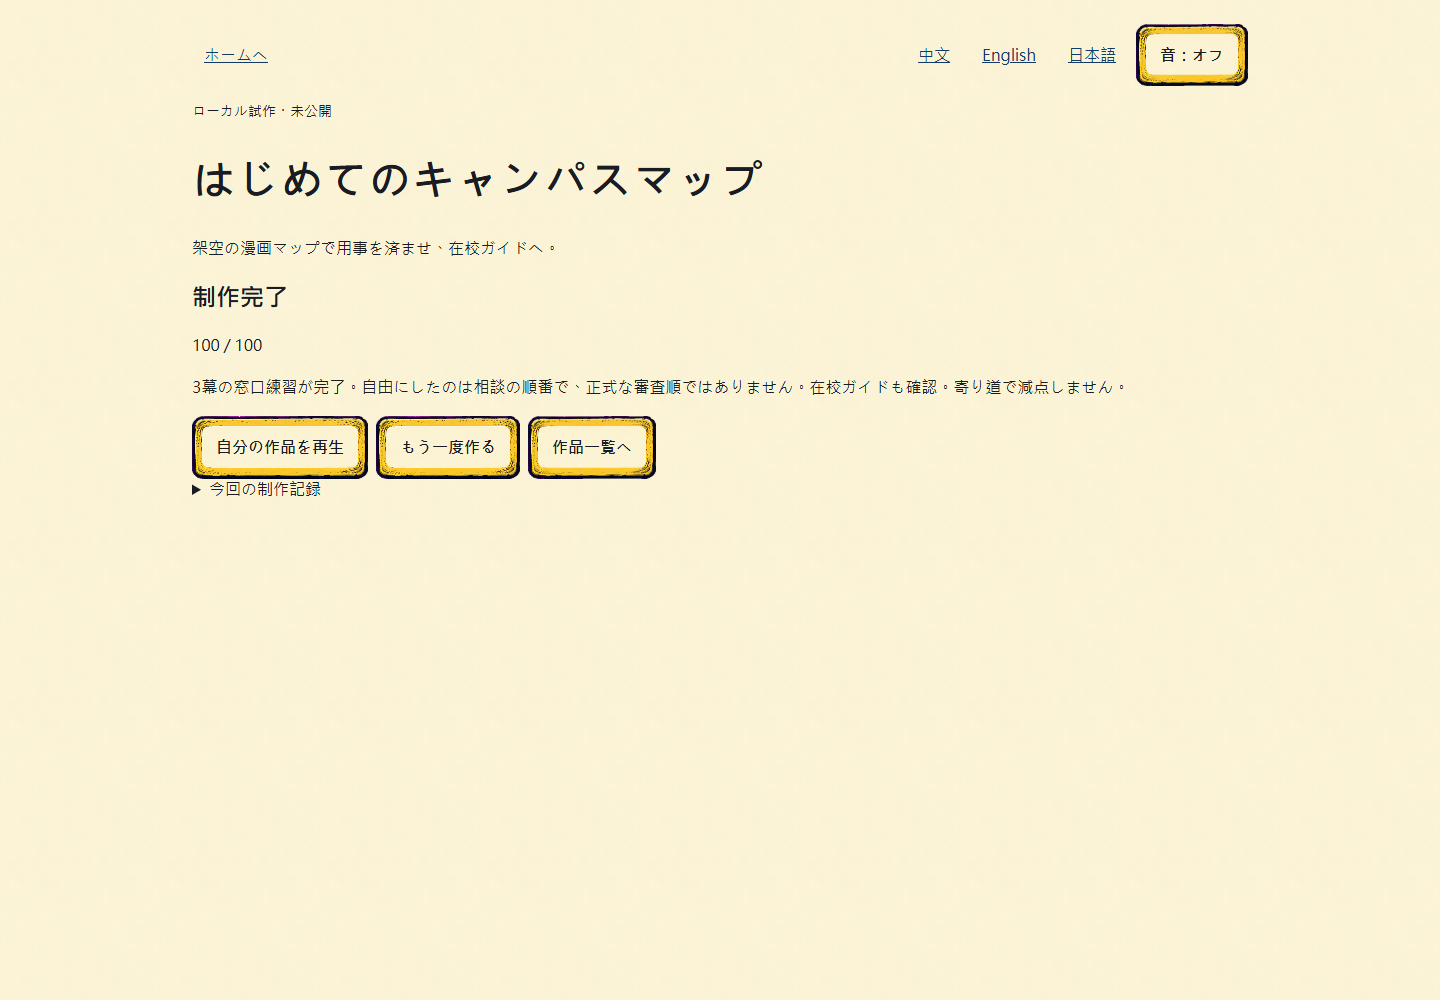 ホームへ 中文 English 日本語 音：オフ
ローカル試作・未公開
はじめてのキャンパスマップ
架空の漫画マップで用事を済ませ、在校ガイドへ。
制作完了
100 / 100
3幕の窓口練習が完了。自由にしたのは相談の順番で、正式な審査順ではありません。在校ガイドも確認。寄り道で減点しません。
自分の作品を再生 もう一度作る 作品一覧へ
▶ 今回の制作記録